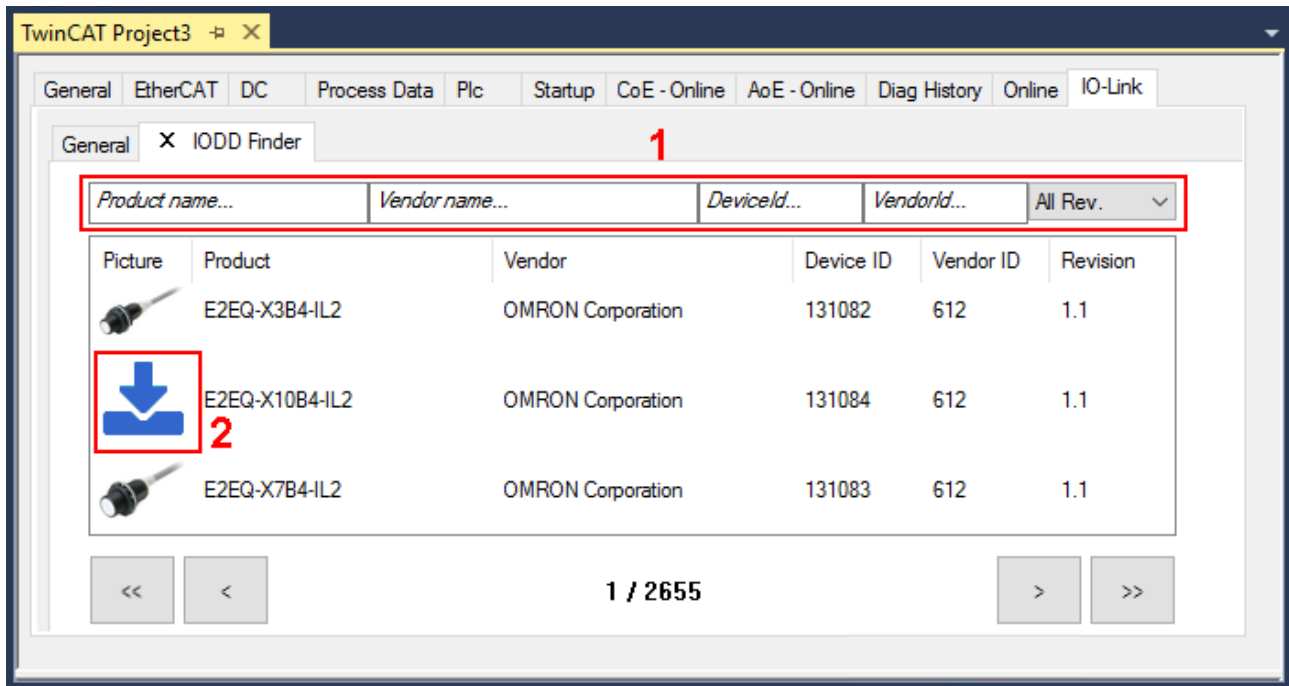 TwinCAT Project3
General EtherCAT DC Process Data Plc Startup CoE - Online AoE - Online Diag History Online IO-Link
General X IODD Finder
1
Product name... Vendor name... DeviceId... VendorId... All Rev.
Picture Product Vendor Device ID Vendor ID Revision
E2EQ-X3B4-IL2 OMRON Corporation 131082 612 1.1
E2EQ-X10B4-IL2 OMRON Corporation 131084 612 1.1
2
E2EQ-X7B4-IL2 OMRON Corporation 131083 612 1.1
<< < 1 / 2655 > >>